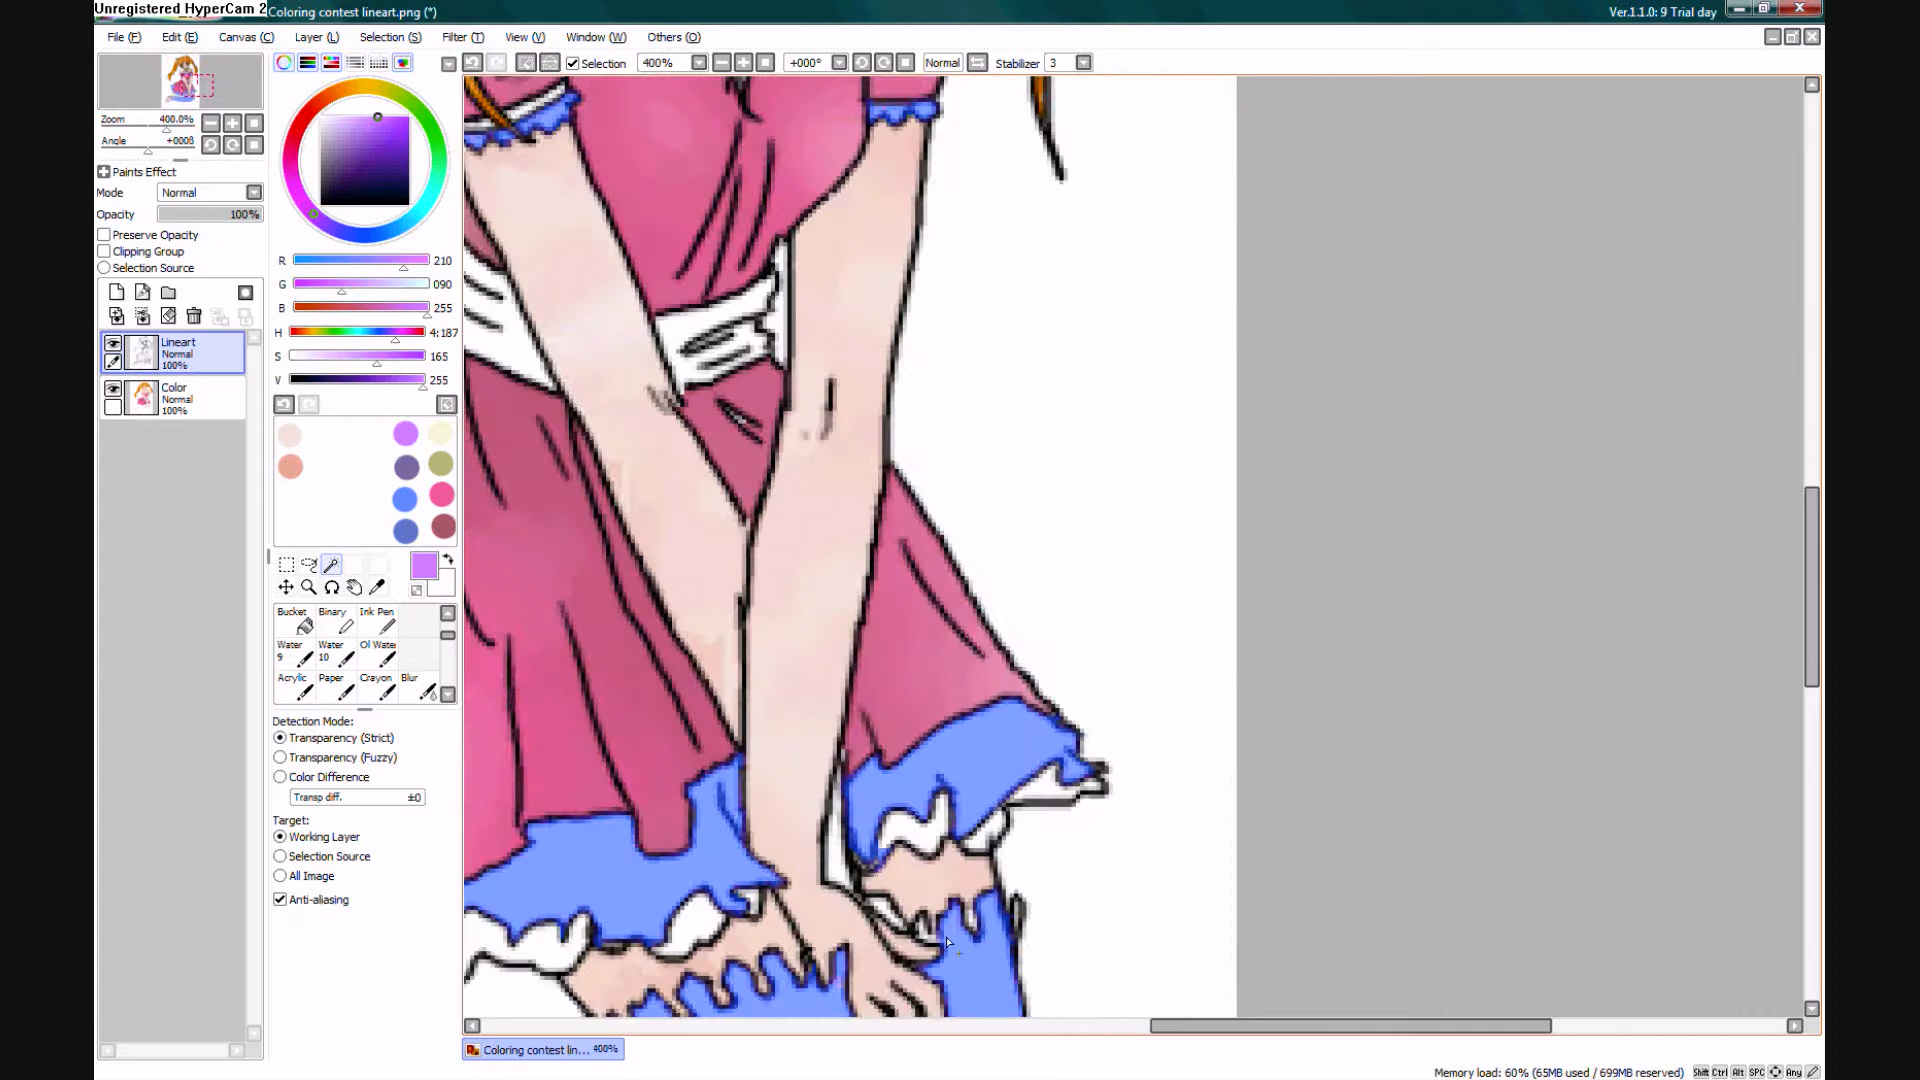 Unregistered HyperCam 2
Coloring contest lineart.png (*)
Ver.1.1.0: 9 Trial day
File (F) Edit (E) Canvas (C) Layer (L) Selection (S) Filter (T) View (V) Window (W) Others (O)
Selection 400% +000° Normal Stabilizer 3
Zoom 400.0%
Angle +000ß
Paints Effect
Mode Normal
Opacity 100%
Preserve Opacity
Clipping Group
Selection Source
Lineart
Normal
100%
Color
Normal
100%
R 210
G 090
B 255
H 4:187
S 165
V 255
Bucket Binary Ink Pen
Water 9 Water 10 Ol Wate
Acrylic Paper Crayon Blur
Detection Mode:
Transparency (Strict)
Transparency (Fuzzy)
Color Difference
Transp diff. ±0
Target:
Working Layer
Selection Source
All Image
Anti-aliasing
Coloring contest lin... 400%
Memory load: 60% (65MB used / 699MB reserved) Shift Ctrl Alt SPC Any